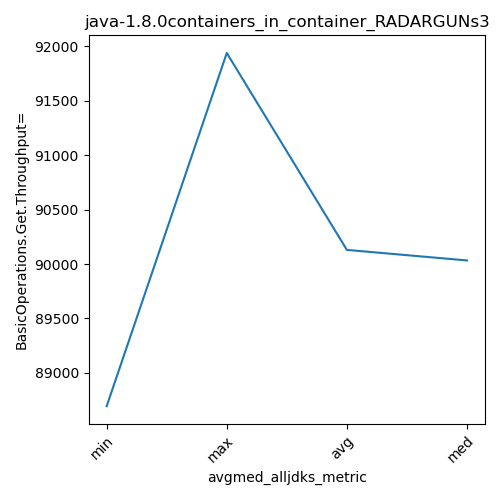 java-1.8.0containers_in_container_RADARGUNs3
92000
91500
91000
90500
90000
89500
89000
BasicOperations.Get.Throughput=
min
max
avg
med
avgmed_alljdks_metric